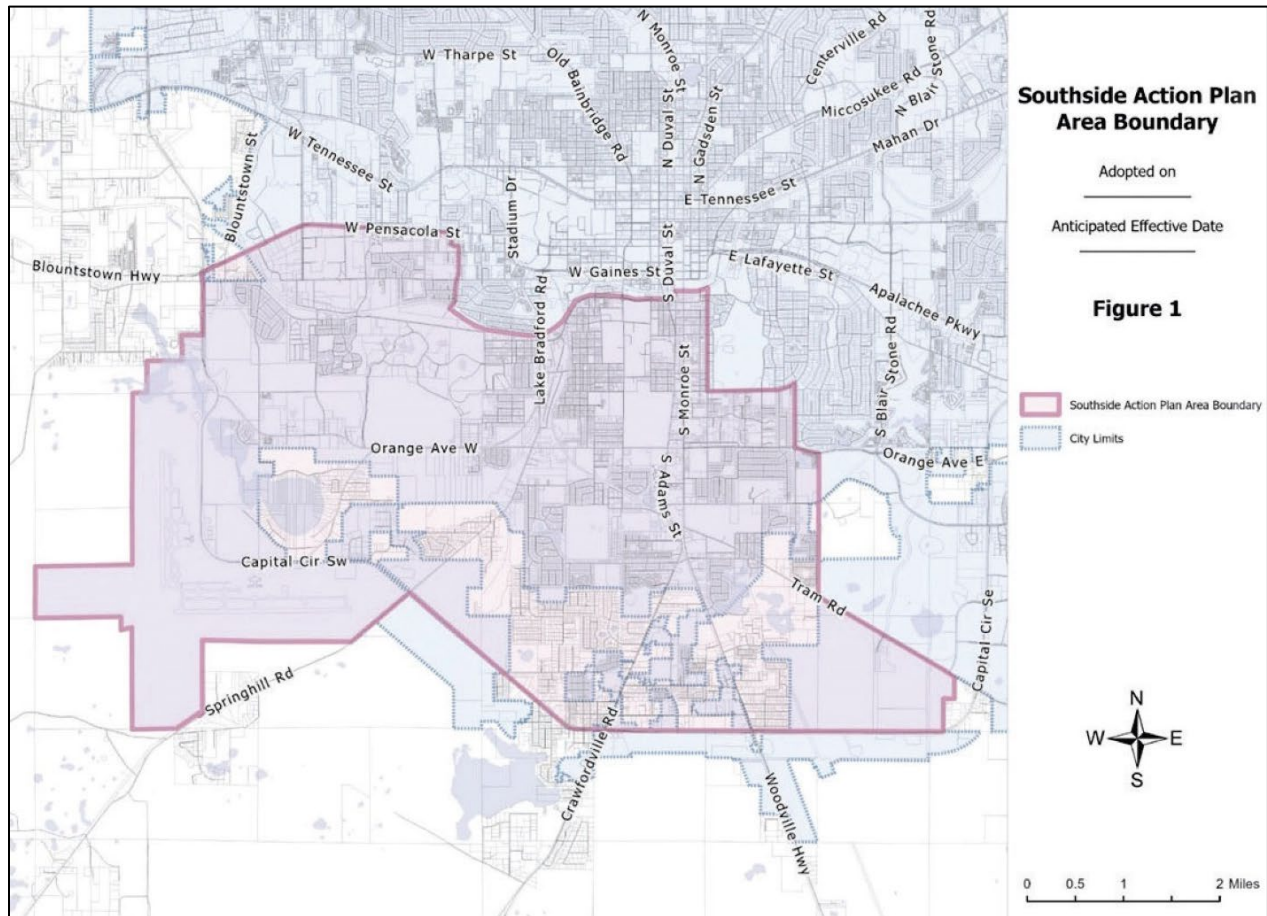 W Tharpe St
Old Bainbridge Rd
N Monroe St
N Duval St
N Gadsden St
Centerville Rd
Miccosukee Rd
N Blair Stone Rd
Mahan Dr
W Tennessee St
E Tennessee St
Blountstown St
W Pensacola St
Stadium Dr
Blountstown Hwy
W Gaines St
S Duval St
E Lafayette St
Apalachee Pkwy
Lake Bradford Rd
S Monroe St
S Blair Stone Rd
Orange Ave W
Orange Ave E
S Adams St
Capital Cir Sw
Tram Rd
Capital Cir Se
Springhill Rd
Crawfordville Rd
Woodville Hwy
Southside Action Plan
Area Boundary
Adopted on
Anticipated Effective Date
Figure 1
Southside Action Plan Area Boundary
City Limits
N
W E
S
0 0.5 1 2 Miles